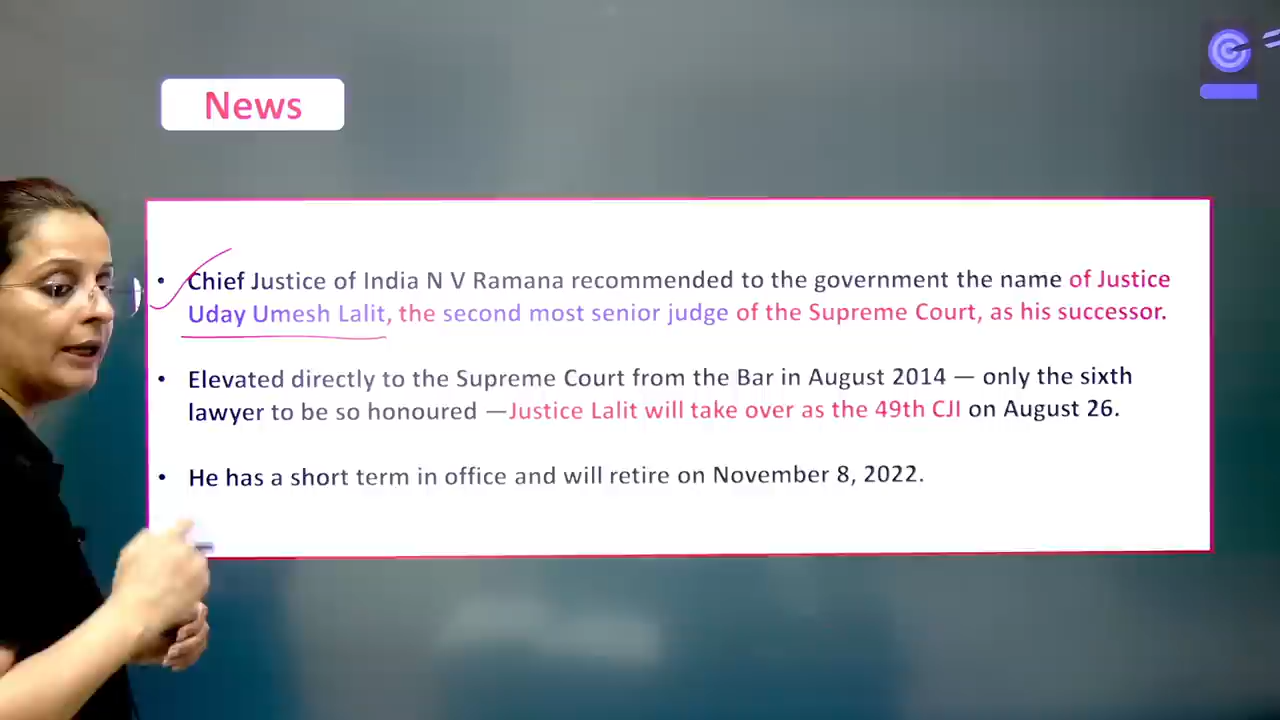 News
• Chief Justice of India N V Ramana recommended to the government the name of Justice
Uday Umesh Lalit, the second most senior judge of the Supreme Court, as his successor.
• Elevated directly to the Supreme Court from the Bar in August 2014 — only the sixth
lawyer to be so honoured —Justice Lalit will take over as the 49th CJI on August 26.
• He has a short term in office and will retire on November 8, 2022.